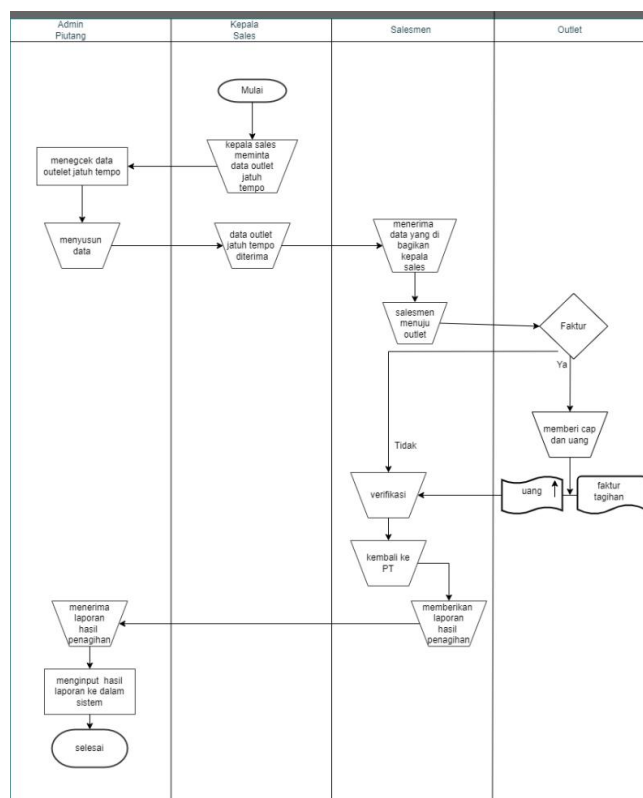 Admin
Piutang
Kepala
Sales
Salesmen
Outlet
Mulai
kepala sales
meminta
data outlet
jatuh
tempo
menegcek data
outelet jatuh tempo
menyusun
data
data outlet
jatuh tempo
diterima
menerima
data yang di
bagikan
kepala
sales
salesmen
menuju
outlet
Faktur
Ya
memberi cap
dan uang
Tidak
uang
faktur
tagihan
verifikasi
kembali ke
PT
memberikan
laporan
hasil
penagihan
menerima
laporan
hasil
penagihan
menginput hasil
laporan ke dalam
sistem
selesai